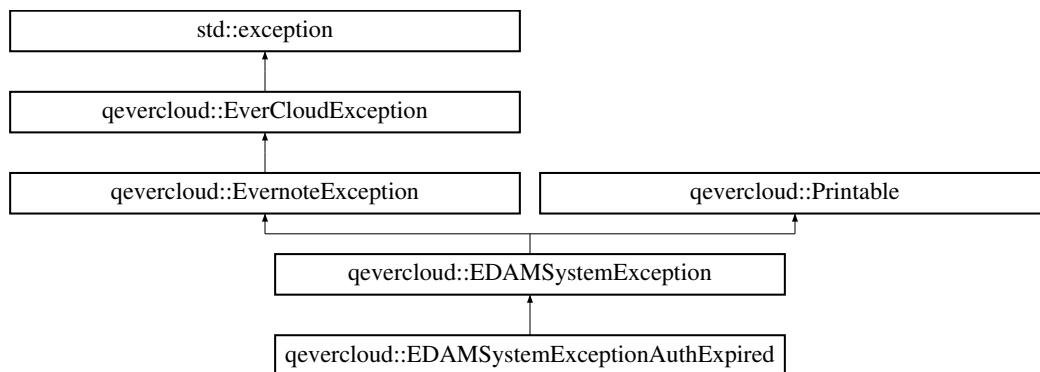 std::exception
qevercloud::EverCloudException
qevercloud::EvernoteException
qevercloud::Printable
qevercloud::EDAMSystemException
qevercloud::EDAMSystemExceptionAuthExpired